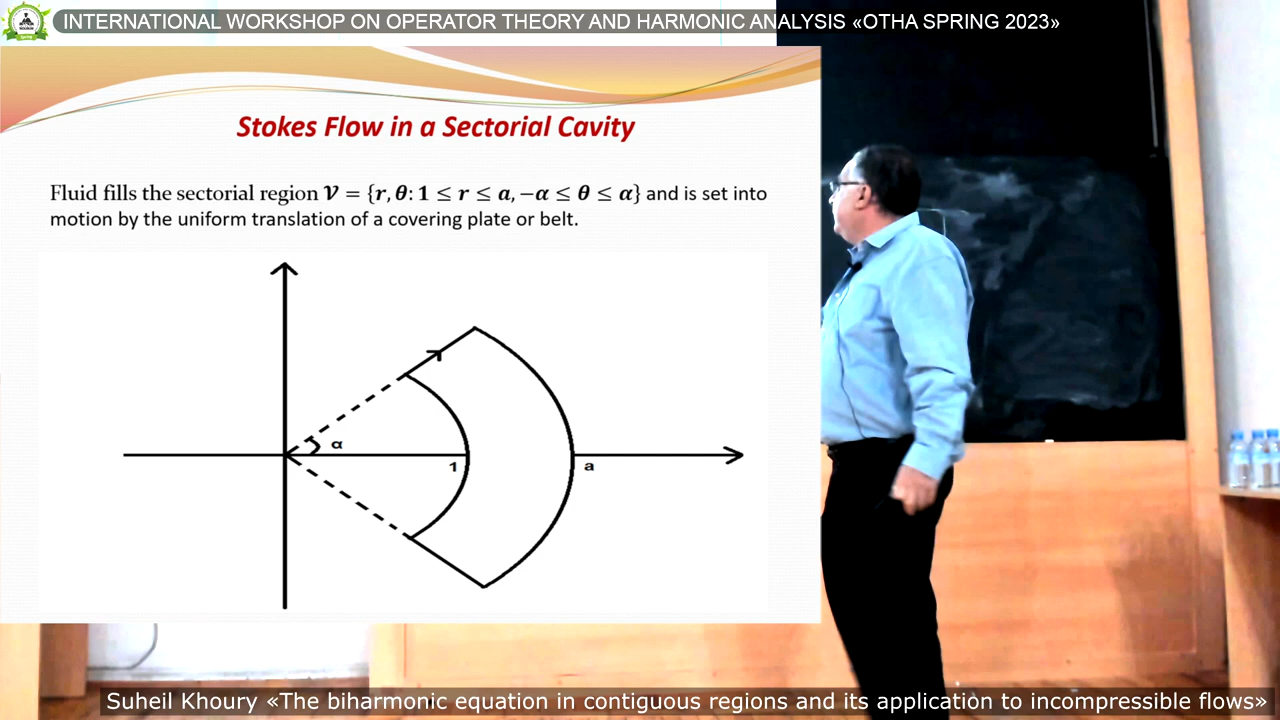 INTERNATIONAL WORKSHOP ON OPERATOR THEORY AND HARMONIC ANALYSIS «OTHA SPRING 2023»
Stokes Flow in a Sectorial Cavity
Fluid fills the sectorial region 𝓥 = {r, θ: 1 ≤ r ≤ a, −α ≤ θ ≤ α} and is set into
motion by the uniform translation of a covering plate or belt.
α
1
a
Suheil Khoury «The biharmonic equation in contiguous regions and its application to incompressible flows»